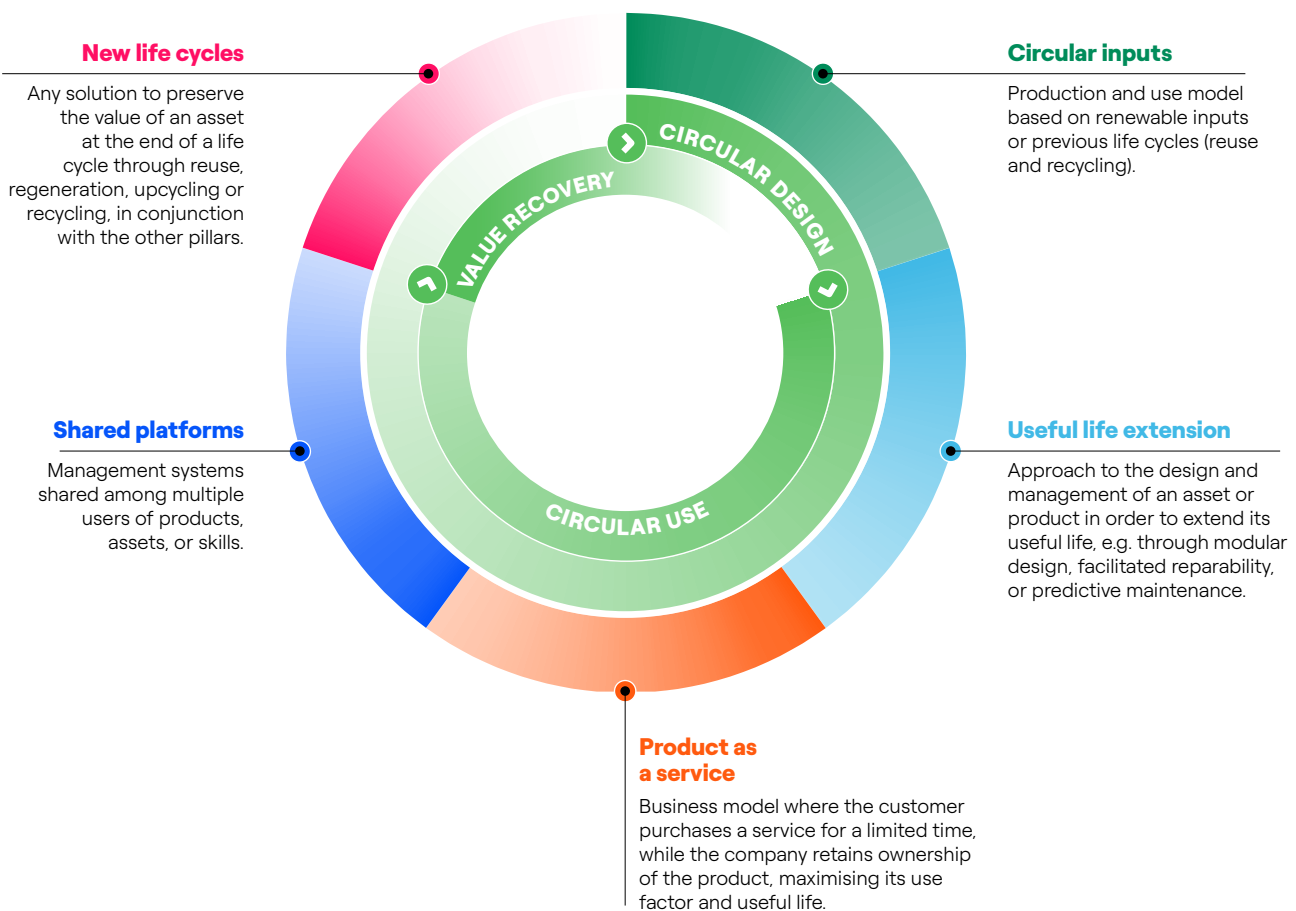 New life cycles
Any solution to preserve
the value of an asset
at the end of a life
cycle through reuse,
regeneration, upcycling or
recycling, in conjunction
with the other pillars.
Circular inputs
Production and use model
based on renewable inputs
or previous life cycles (reuse
and recycling).
CIRCULAR DESIGN
VALUE RECOVERY
CIRCULAR USE
Shared platforms
Management systems
shared among multiple
users of products,
assets, or skills.
Useful life extension
Approach to the design and
management of an asset or
product in order to extend its
useful life, e.g. through modular
design, facilitated reparability,
or predictive maintenance.
Product as
a service
Business model where the customer
purchases a service for a limited time,
while the company retains ownership
of the product, maximising its use
factor and useful life.